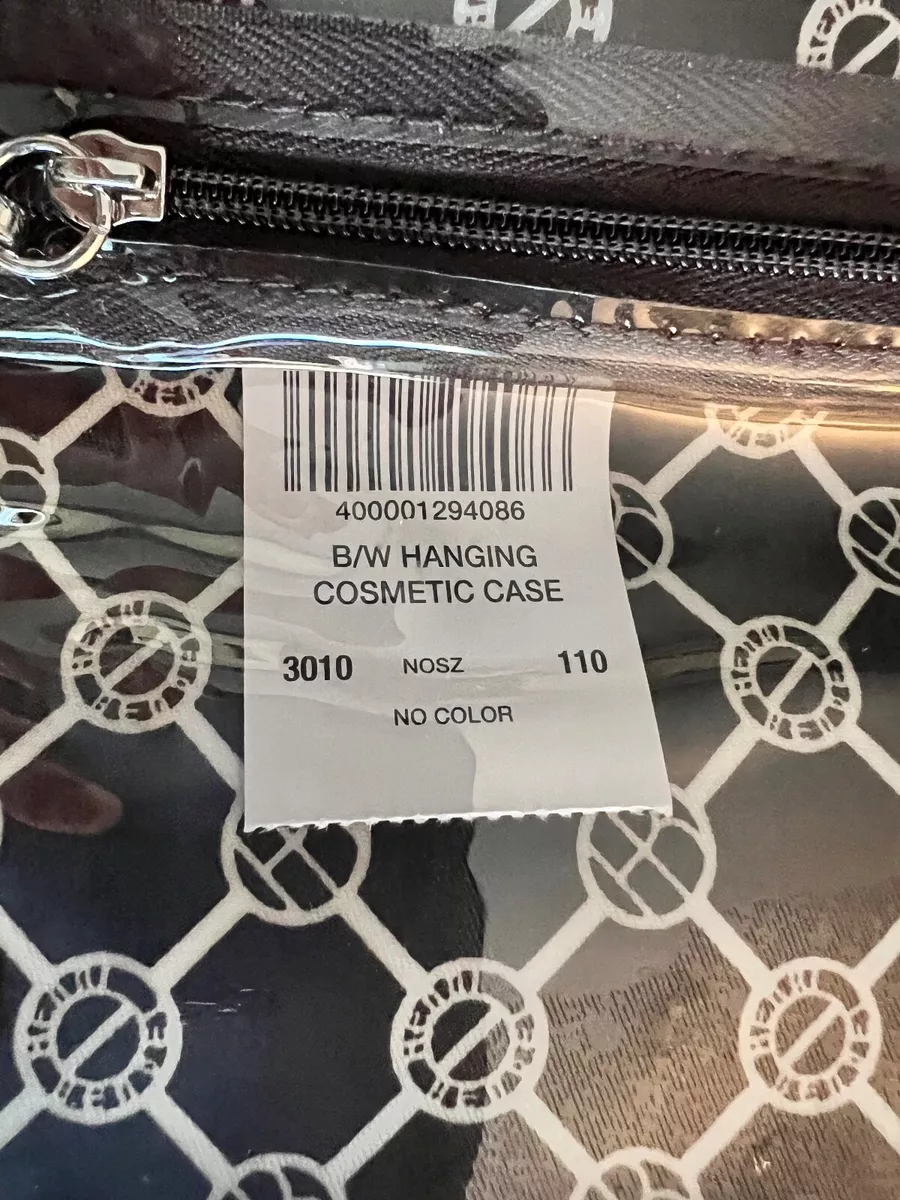 400001294086
B/W HANGING
COSMETIC CASE
3010 NOSZ 110
NO COLOR